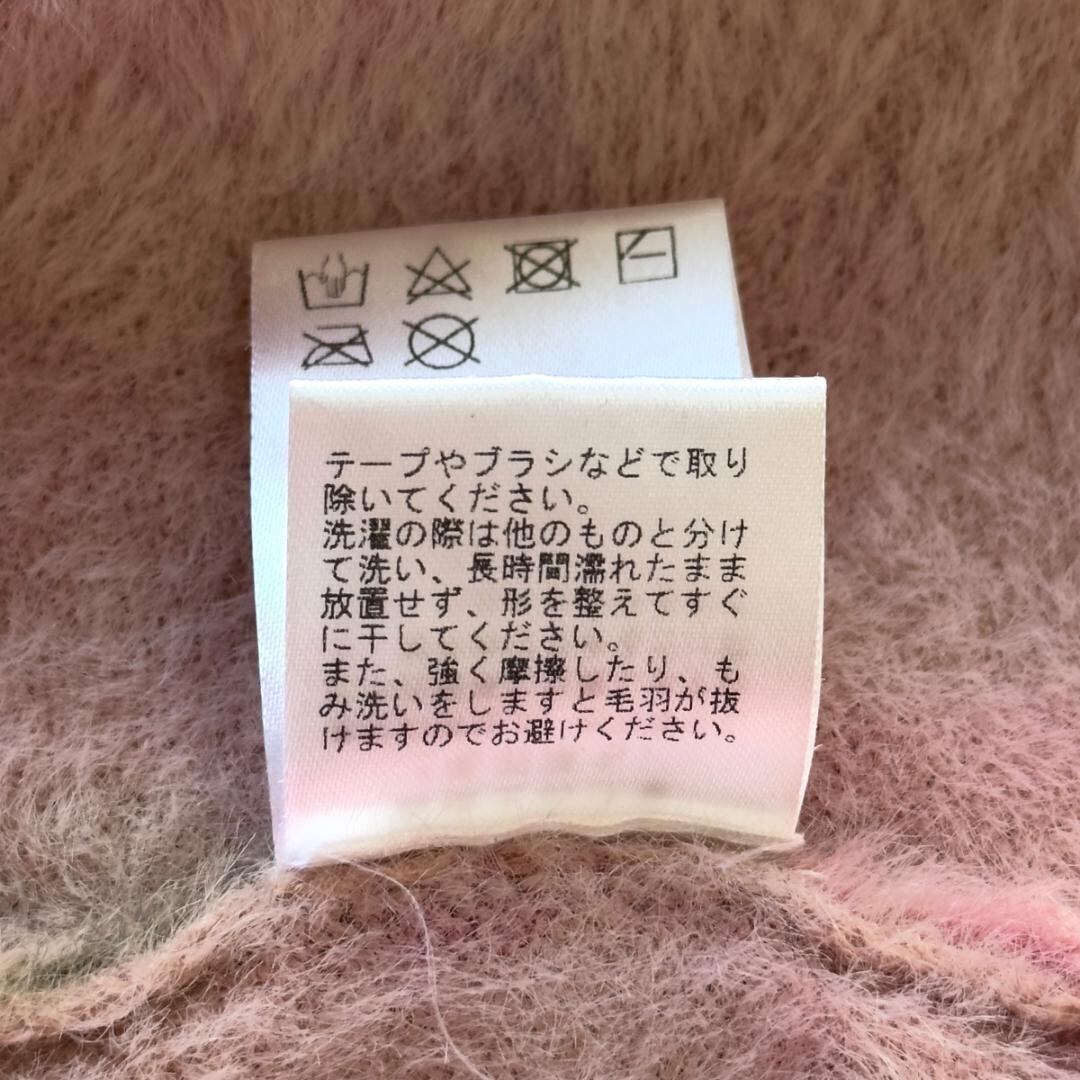 テープやブラシなどで取り
除いてください。
洗濯の際は他のものと分け
て洗い、長時間濡れたまま
放置せず、形を整えてすぐ
に干してください。
また、強く摩擦したり、も
み洗いをしますと毛羽が抜
けますのでお避けください。